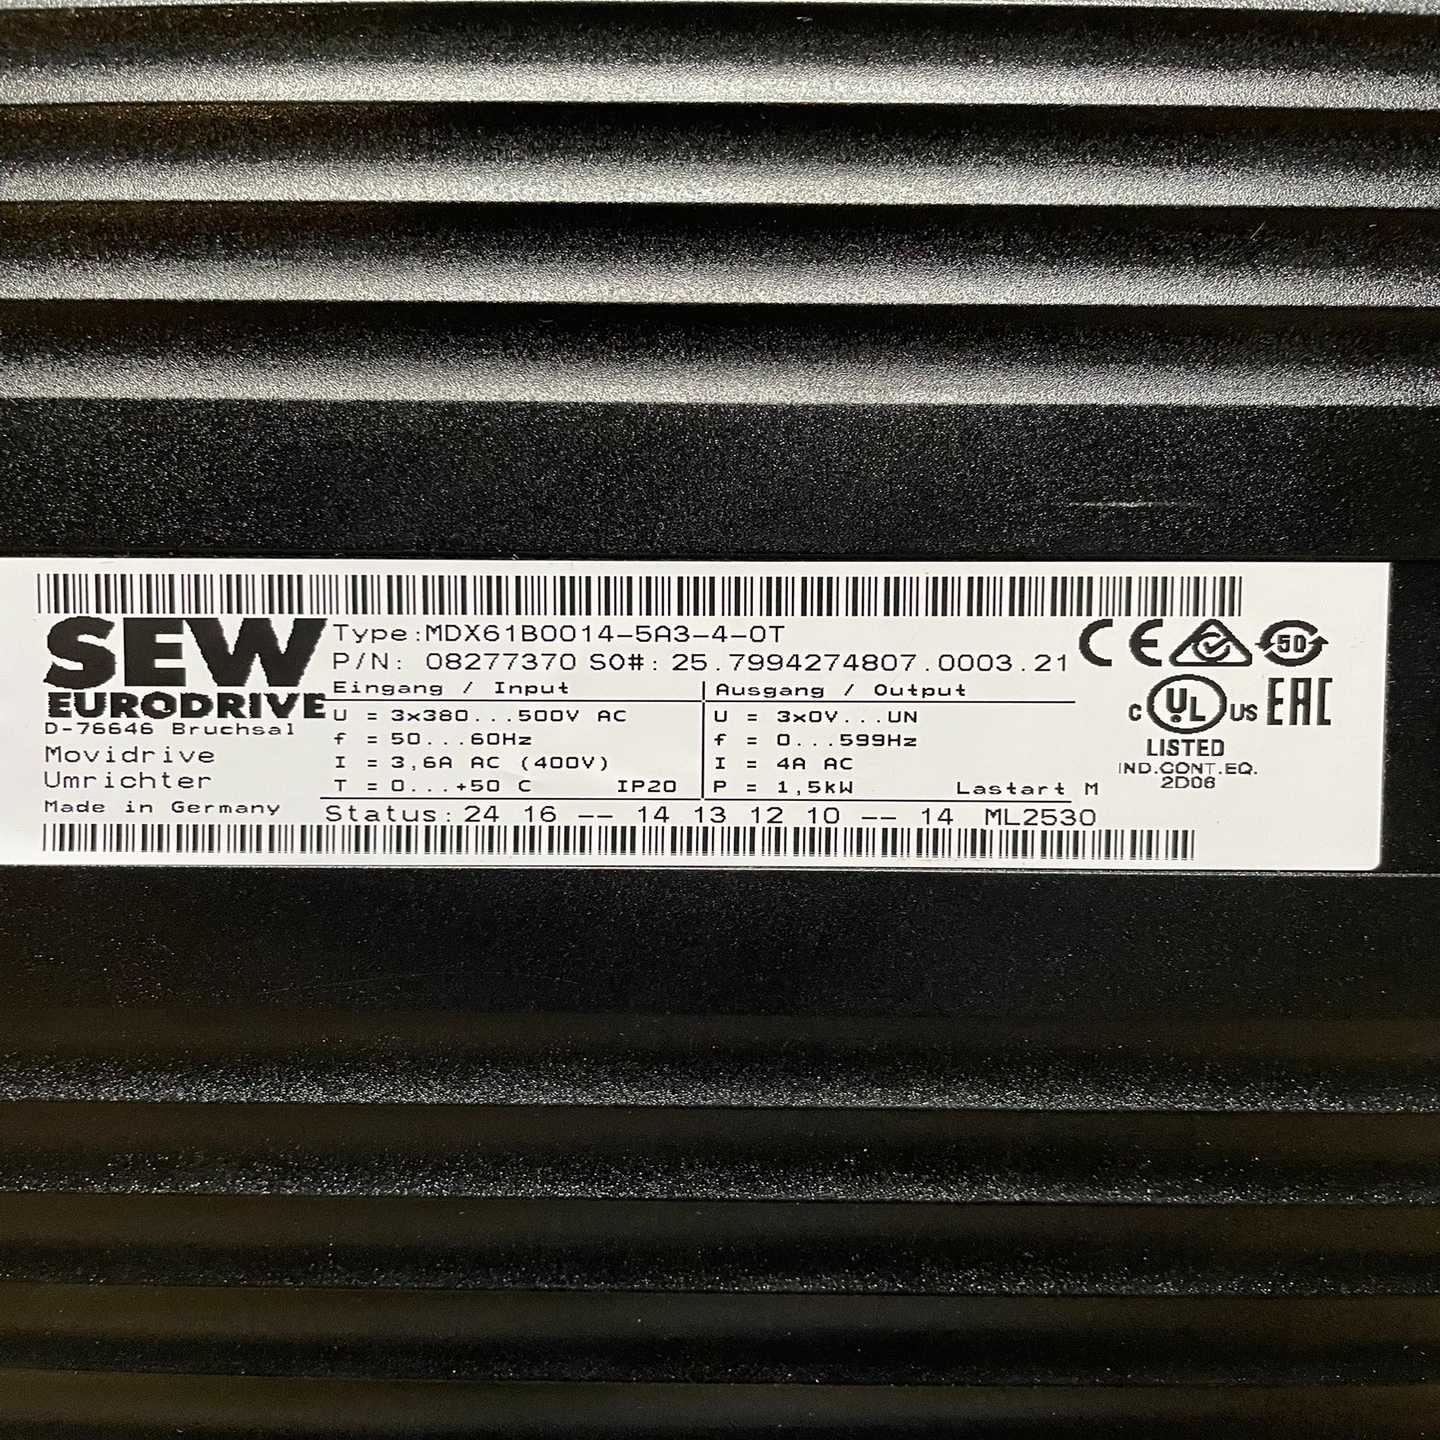 SEW
EURODRIVE
D-76646 Bruchsal
Movidrive
Umrichter
Made in Germany
Type:MDX61B0014-5A3-4-0T
P/N: 08277370 SO#: 25.7994274807.0003.21
Eingang / Input
U = 3x380...500V AC
f = 50...60Hz
I = 3,6A AC (400V)
T = 0...+50 C IP20
Ausgang / Output
U = 3x0V...UN
f = 0...599Hz
I = 4A AC
P = 1,5kW Lastart M
Status: 24 16 -- 14 13 12 10 -- 14 ML2530
CE 50
c UL US EAC
LISTED
IND.CONT.EQ.
2D06